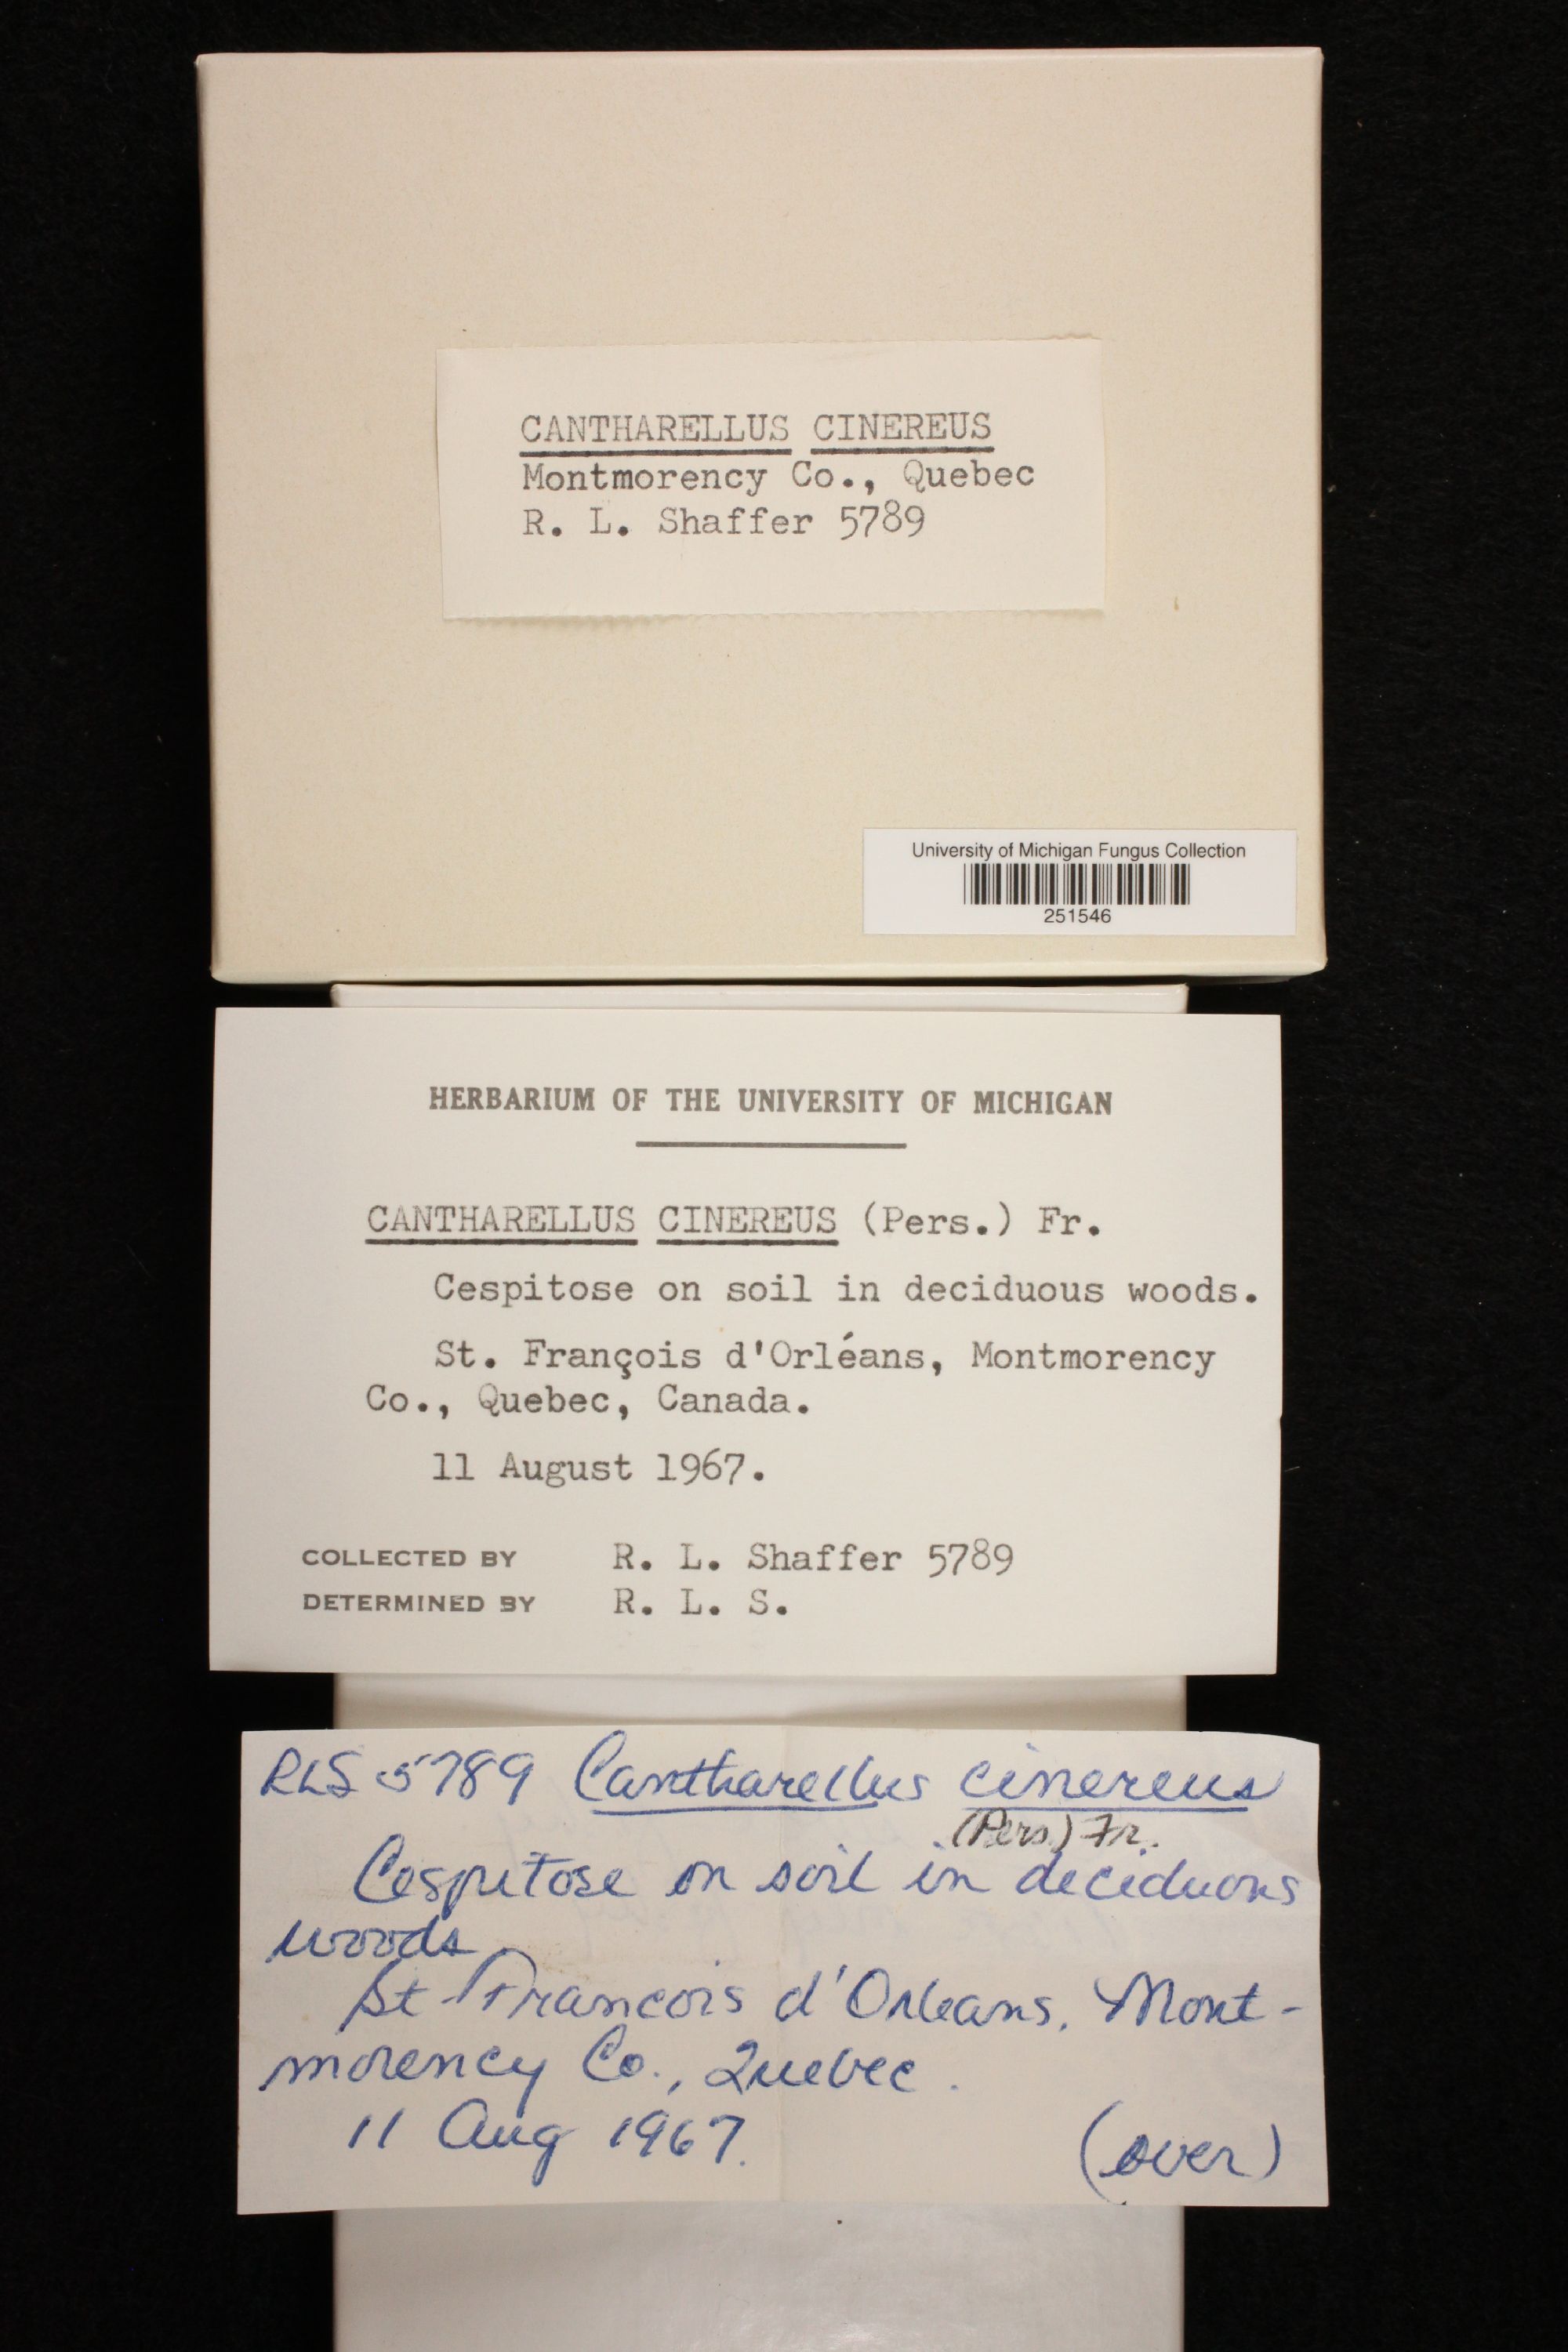 CANTHARELLUS CINEREUS
Montmorency Co., Quebec
R. L. Shaffer 5789
University of Michigan Fungus Collection
251546
HERBARIUM OF THE UNIVERSITY OF MICHIGAN
CANTHARELLUS CINEREUS (Pers.) Fr.
Cespitose on soil in deciduous woods.
St. François d'Orléans, Montmorency
Co., Quebec, Canada.
11 August 1967.
COLLECTED BY R. L. Shaffer 5789
DETERMINED BY R. L. S.
RLS 5789 Cantharellus cinereus
(Pers.) Fr.
Cespitose on soil in deciduous
woods.
St Francois d'Orleans, Mont-
morency Co., Quebec.
11 Aug 1967.
(over)